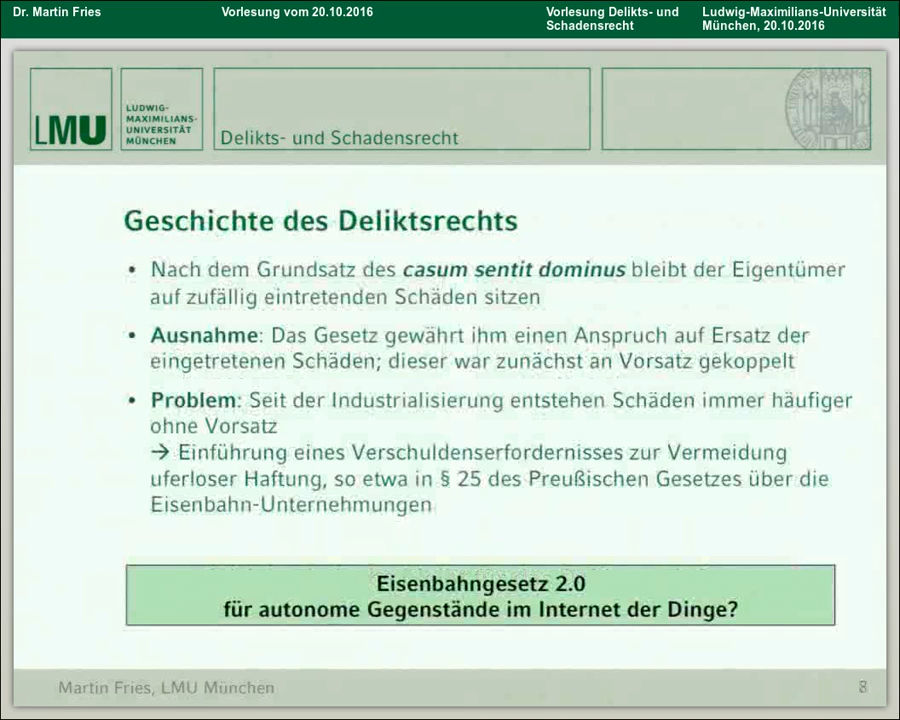 Dr. Martin Fries
Vorlesung vom 20.10.2016
Vorlesung Delikts- und
Schadensrecht
Ludwig-Maximilians-Universität
München, 20.10.2016
LMU
LUDWIG-
MAXIMILIANS-
UNIVERSITÄT
MÜNCHEN
Delikts- und Schadensrecht
Geschichte des Deliktsrechts
• Nach dem Grundsatz des casum sentit dominus bleibt der Eigentümer
auf zufällig eintretenden Schäden sitzen
• Ausnahme: Das Gesetz gewährt ihm einen Anspruch auf Ersatz der
eingetretenen Schäden; dieser war zunächst an Vorsatz gekoppelt
• Problem: Seit der Industrialisierung entstehen Schäden immer häufiger
ohne Vorsatz
→ Einführung eines Verschuldenserfordernisses zur Vermeidung
uferloser Haftung, so etwa in § 25 des Preußischen Gesetzes über die
Eisenbahn-Unternehmungen
Eisenbahngesetz 2.0
für autonome Gegenstände im Internet der Dinge?
Martin Fries, LMU München
8